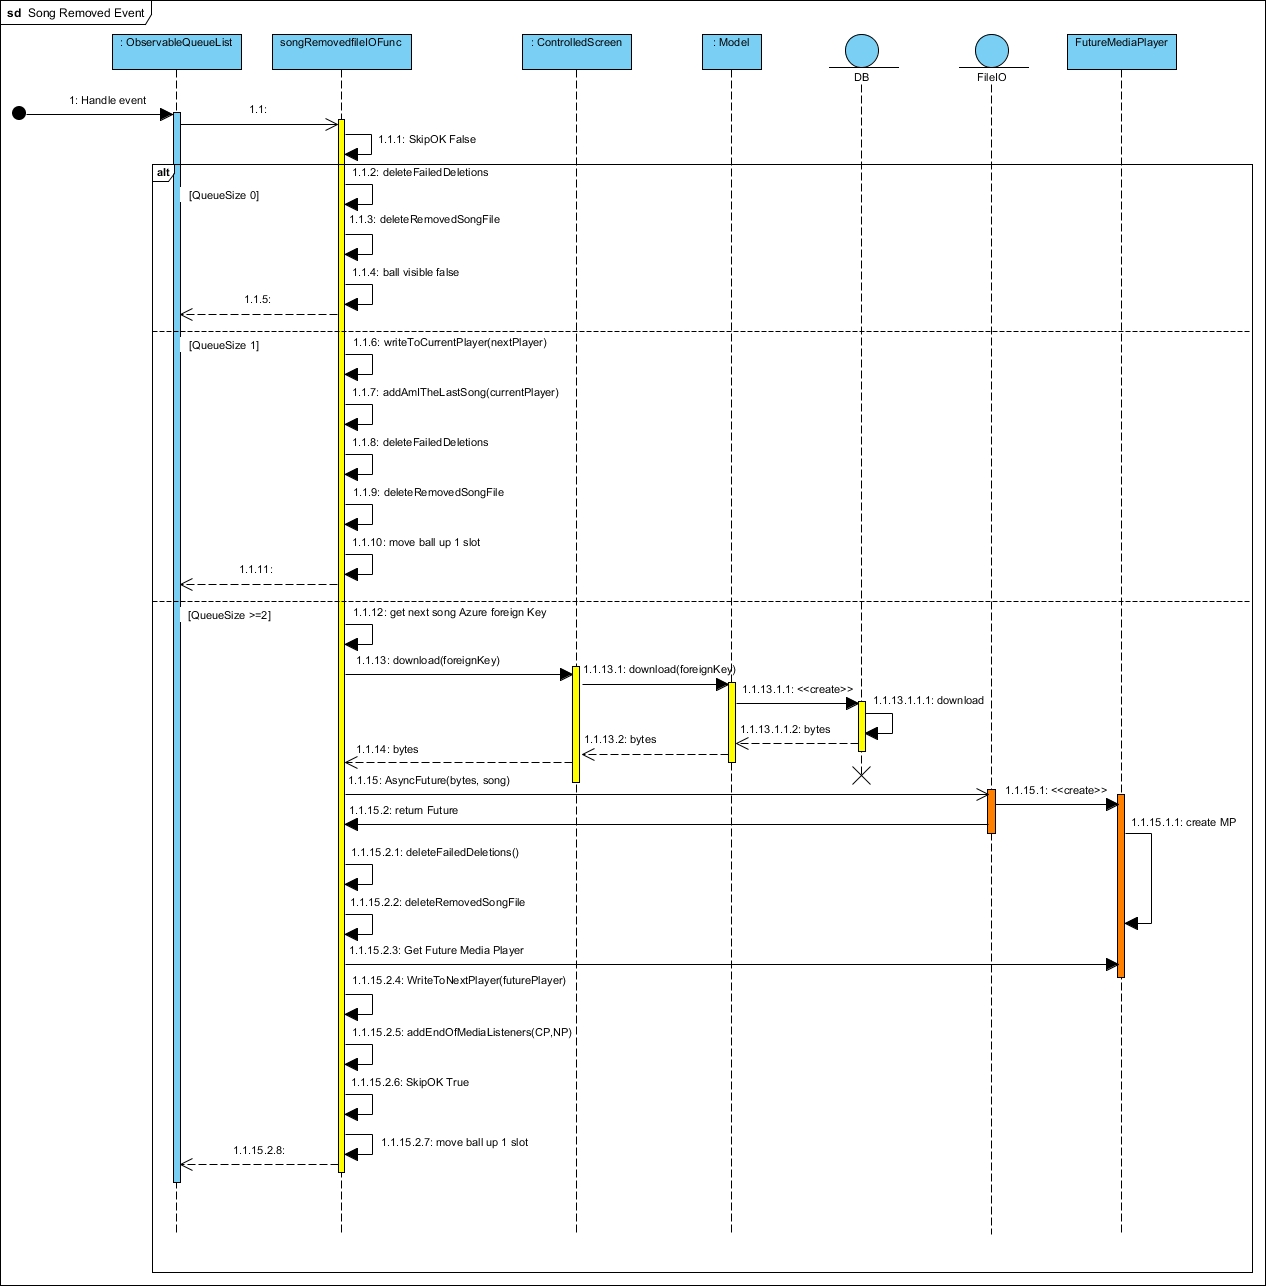 sd Song Removed Event
: ObservableQueueList
songRemovedfileIOFunc
: ControlledScreen
: Model
DB
FileIO
FutureMediaPlayer
1: Handle event
1.1:
1.1.1: SkipOK False
alt
1.1.2: deleteFailedDeletions
[QueueSize 0]
1.1.3: deleteRemovedSongFile
1.1.4: ball visible false
1.1.5:
[QueueSize 1]
1.1.6: writeToCurrentPlayer(nextPlayer)
1.1.7: addAmITheLastSong(currentPlayer)
1.1.8: deleteFailedDeletions
1.1.9: deleteRemovedSongFile
1.1.10: move ball up 1 slot
1.1.11:
[QueueSize >=2]
1.1.12: get next song Azure foreign Key
1.1.13: download(foreignKey)
1.1.13.1: download(foreignKey)
1.1.13.1.1: <<create>>
1.1.13.1.1.1: download
1.1.13.1.1.2: bytes
1.1.13.2: bytes
1.1.14: bytes
1.1.15: AsyncFuture(bytes, song)
1.1.15.1: <<create>>
1.1.15.2: return Future
1.1.15.1.1: create MP
1.1.15.2.1: deleteFailedDeletions()
1.1.15.2.2: deleteRemovedSongFile
1.1.15.2.3: Get Future Media Player
1.1.15.2.4: WriteToNextPlayer(futurePlayer)
1.1.15.2.5: addEndOfMediaListeners(CP,NP)
1.1.15.2.6: SkipOK True
1.1.15.2.7: move ball up 1 slot
1.1.15.2.8: